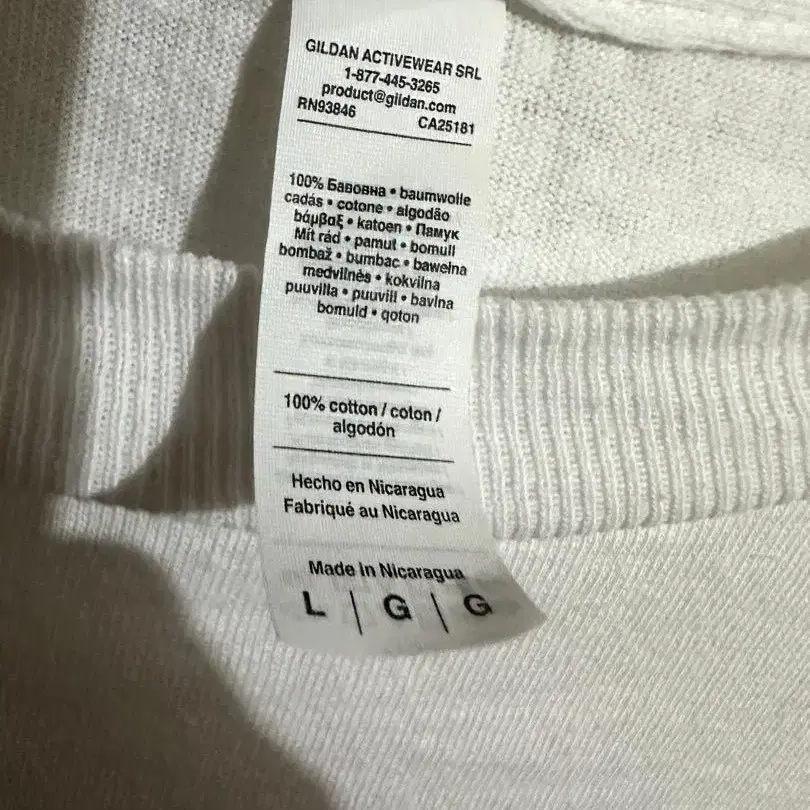 GILDAN ACTIVEWEAR SRL
1-877-445-3265
product@gildan.com
RN93846 CA25181
100% Бавовна • baumwolle
cadás • cotone • algodão
βάμβαξ • katoen • Памук
Mít rád • pamut • bomull
bombaž • bumbac • bawełna
medvilnės • kokvilna
puuvilla • puuvill • bavlna
bomuld • qoton
100% cotton / coton /
algodón
Hecho en Nicaragua
Fabriqué au Nicaragua
Made in Nicaragua
L | G | G